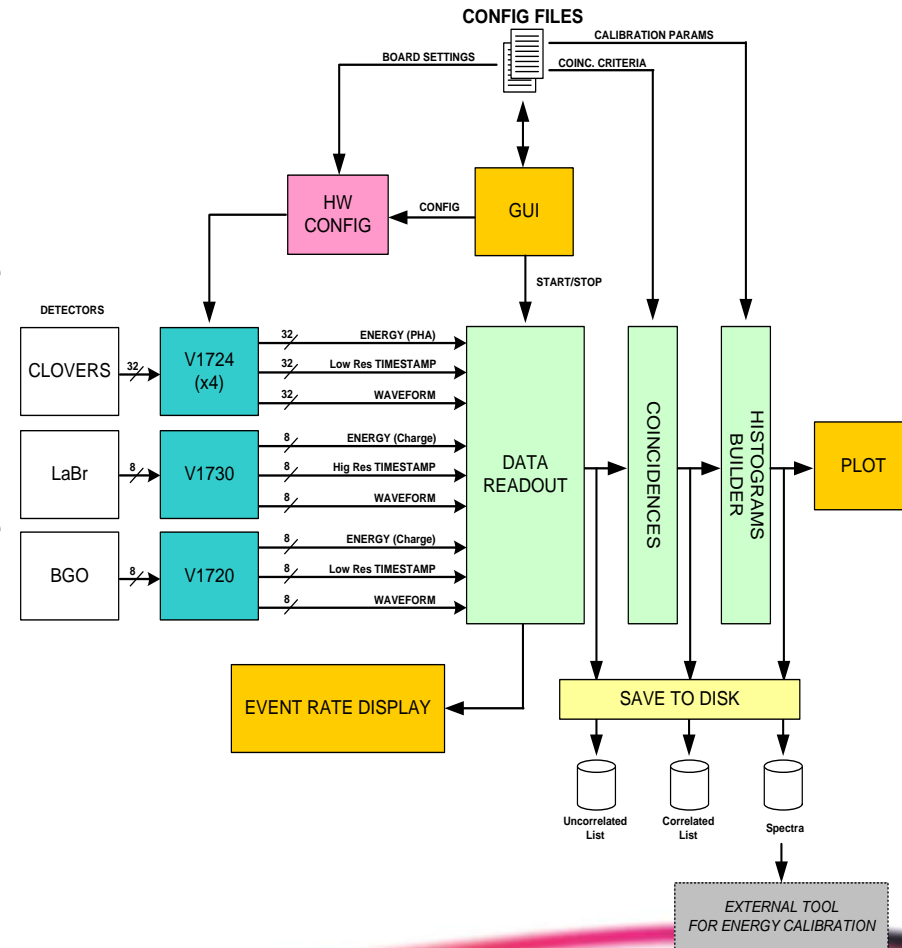 CONFIG FILES
CALIBRATION PARAMS
BOARD SETTINGS
COINC. CRITERIA
HW
CONFIG
CONFIG
GUI
START/STOP
DETECTORS
CLOVERS
32
V1724
(x4)
32
ENERGY (PHA)
32
Low Res TIMESTAMP
32
WAVEFORM
LaBr
8
V1730
8
ENERGY (Charge)
8
Hig Res TIMESTAMP
8
WAVEFORM
BGO
8
V1720
8
ENERGY (Charge)
8
Low Res TIMESTAMP
8
WAVEFORM
DATA
READOUT
COINCIDENCES
HISTOGRAMS
BUILDER
PLOT
EVENT RATE DISPLAY
SAVE TO DISK
Uncorrelated
List
Correlated
List
Spectra
EXTERNAL TOOL
FOR ENERGY CALIBRATION